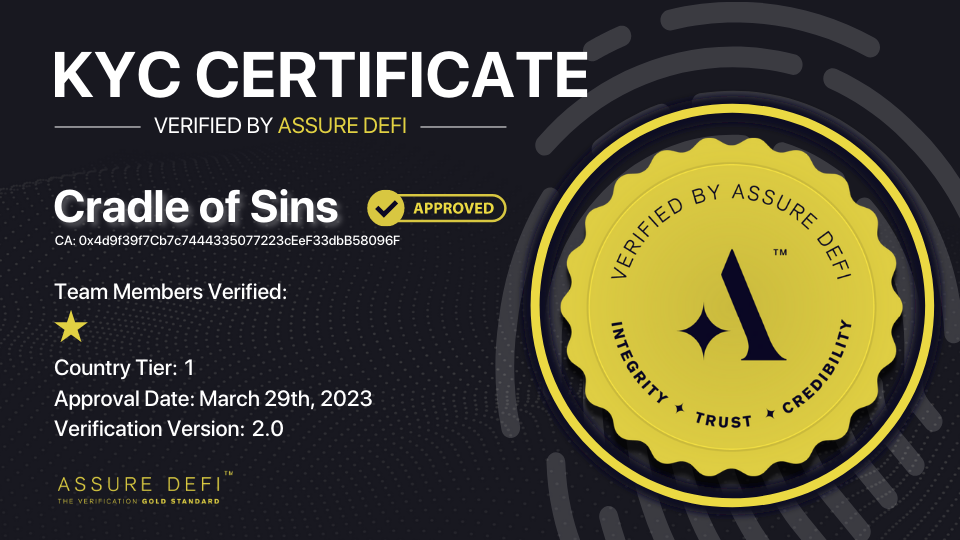 KYC CERTIFICATE
VERIFIED BY ASSURE DEFI
Cradle of Sins
APPROVED
CA: 0x4d9f39f7Cb7c7444335077223cEeF33dbB58096F
Team Members Verified:
Country Tier: 1
Approval Date: March 29th, 2023
Verification Version: 2.0
ASSURE DEFI™
THE VERIFICATION GOLD STANDARD
VERIFIED BY ASSURE DEFI
™
INTEGRITY ✦ TRUST ✦ CREDIBILITY